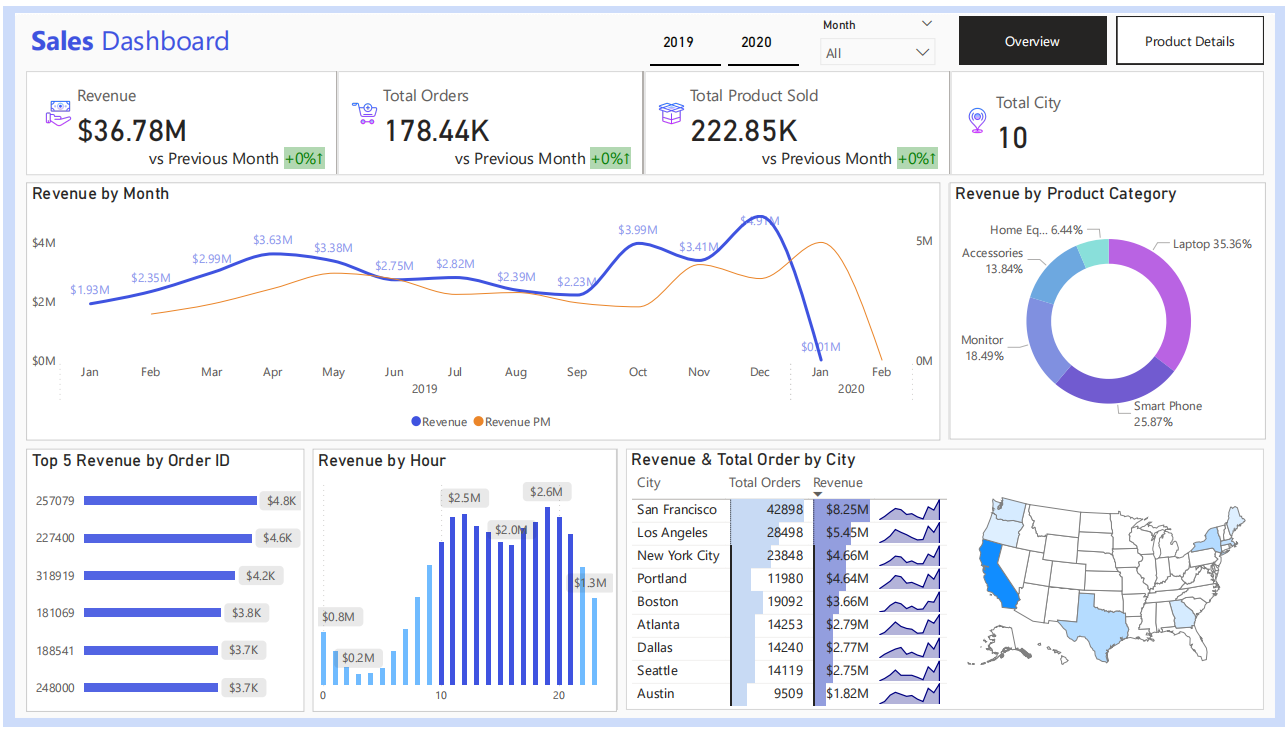 Sales Dashboard
2019
2020
Month
All
Overview
Product Details
Revenue
$36.78M
vs Previous Month +0%↑
Total Orders
178.44K
vs Previous Month +0%↑
Total Product Sold
222.85K
vs Previous Month +0%↑
Total City
10
Revenue by Month
$4M
$2M
$0M
5M
0M
$1.93M
$2.35M
$2.99M
$3.63M
$3.38M
$2.75M
$2.82M
$2.39M
$2.23M
$3.99M
$3.41M
$4.91M
$0.01M
Jan Feb Mar Apr May Jun Jul Aug Sep Oct Nov Dec Jan Feb
2019 2020
Revenue Revenue PM
Revenue by Product Category
Home Eq... 6.44%
Laptop 35.36%
Accessories
13.84%
Monitor
18.49%
Smart Phone
25.87%
Top 5 Revenue by Order ID
257079 $4.8K
227400 $4.6K
318919 $4.2K
181069 $3.8K
188541 $3.7K
248000 $3.7K
Revenue by Hour
$0.8M
$0.2M
$2.5M
$2.0M
$2.6M
$1.3M
0 10 20
Revenue & Total Order by City
City Total Orders Revenue
San Francisco 42898 $8.25M
Los Angeles 28498 $5.45M
New York City 23848 $4.66M
Portland 11980 $4.64M
Boston 19092 $3.66M
Atlanta 14253 $2.79M
Dallas 14240 $2.77M
Seattle 14119 $2.75M
Austin 9509 $1.82M